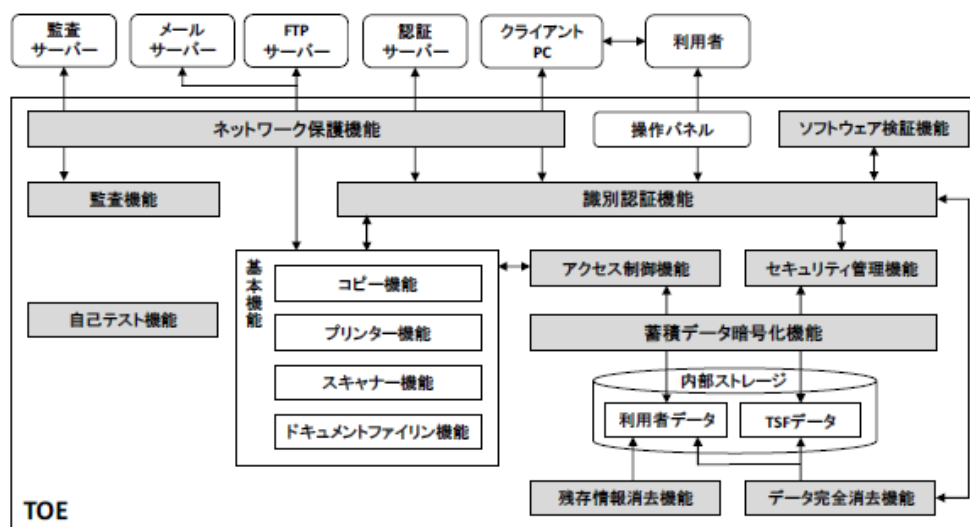 監査
サーバー
メール
サーバー
FTP
サーバー
認証
サーバー
クライアント
PC
利用者
ネットワーク保護機能
操作パネル
ソフトウェア検証機能
監査機能
識別認証機能
基本機能
コピー機能
アクセス制御機能
セキュリティ管理機能
自己テスト機能
プリンター機能
蓄積データ暗号化機能
スキャナー機能
内部ストレージ
利用者データ
TSFデータ
ドキュメントファイリン機能
残存情報消去機能
データ完全消去機能
TOE